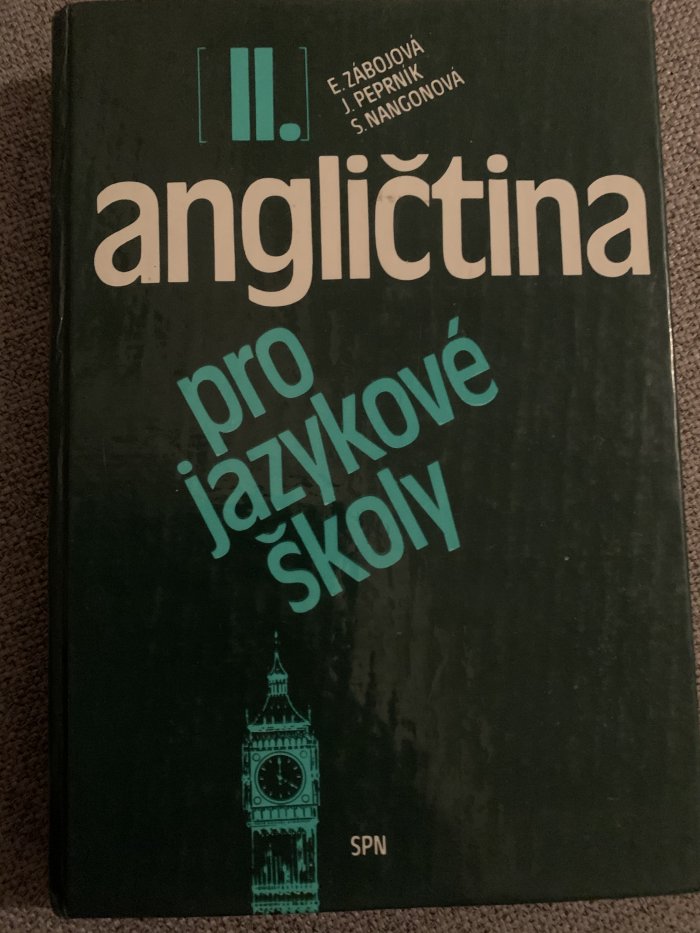 [II.]
E. ZÁBOJOVÁ
J. PEPRNÍK
S. NANGONOVÁ
angličtina
pro
jazykové
školy
SPN